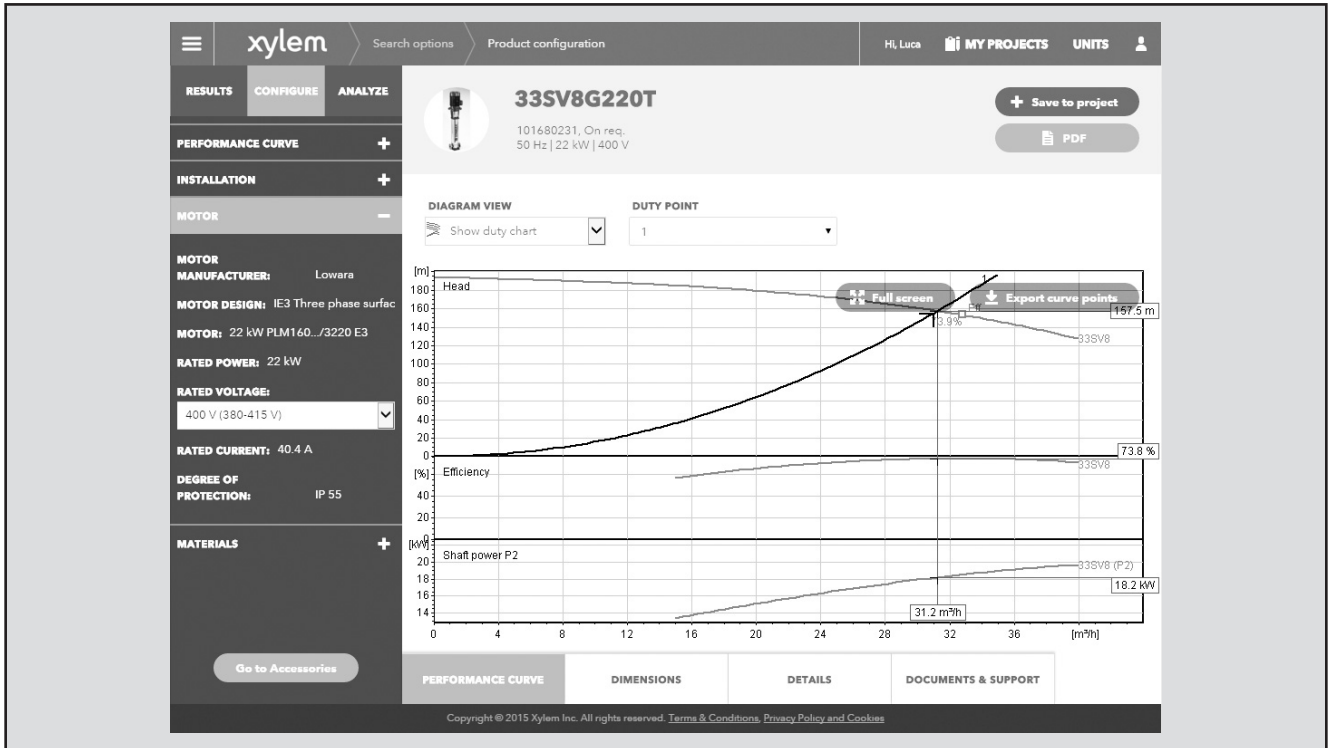 xylem
Search options
Product configuration
Hi, Luca
MY PROJECTS
UNITS
RESULTS
CONFIGURE
ANALYZE
PERFORMANCE CURVE +
INSTALLATION +
MOTOR −
MOTOR
MANUFACTURER: Lowara
MOTOR DESIGN: IE3 Three phase surfac
MOTOR: 22 kW PLM160.../3220 E3
RATED POWER: 22 kW
RATED VOLTAGE:
400 V (380-415 V)
RATED CURRENT: 40.4 A
DEGREE OF
PROTECTION: IP 55
MATERIALS +
Go to Accessories
33SV8G220T
101680231, On req.
50 Hz | 22 kW | 400 V
+ Save to project
PDF
DIAGRAM VIEW
Show duty chart
DUTY POINT
1
[m]
Head
180
160
140
120
100
80
60
40
20
0
1
Full screen
Export curve points
Eff
3.9%
157.5 m
33SV8
73.8 %
[%]
Efficiency
40
20
0
33SV8
[kW]
Shaft power P2
20
18
16
14
33SV8 (P2)
18.2 kW
31.2 m³/h
0 4 8 12 16 20 24 28 32 36 [m³/h]
PERFORMANCE CURVE
DIMENSIONS
DETAILS
DOCUMENTS & SUPPORT
Copyright © 2015 Xylem Inc. All rights reserved. Terms & Conditions, Privacy Policy and Cookies